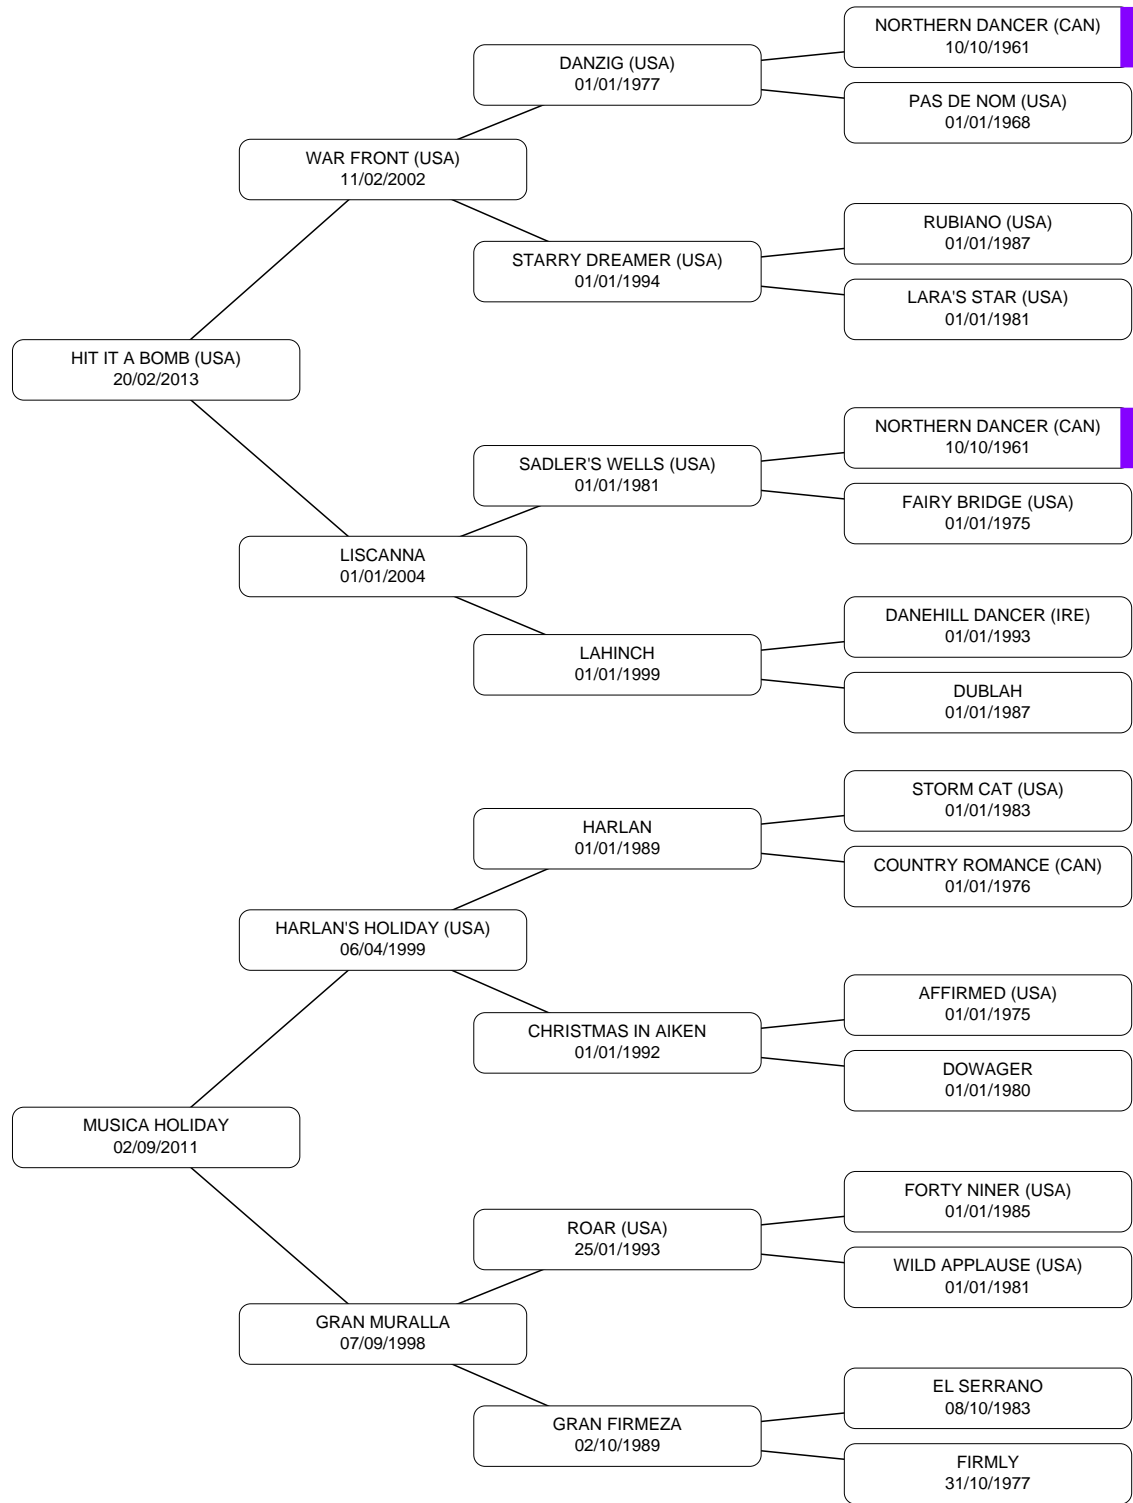 NORTHERN DANCER (CAN)
10/10/1961
DANZIG (USA)
01/01/1977
PAS DE NOM (USA)
01/01/1968
WAR FRONT (USA)
11/02/2002
RUBIANO (USA)
01/01/1987
STARRY DREAMER (USA)
01/01/1994
LARA'S STAR (USA)
01/01/1981
HIT IT A BOMB (USA)
20/02/2013
NORTHERN DANCER (CAN)
10/10/1961
SADLER'S WELLS (USA)
01/01/1981
FAIRY BRIDGE (USA)
01/01/1975
LISCANNA
01/01/2004
DANEHILL DANCER (IRE)
01/01/1993
LAHINCH
01/01/1999
DUBLAH
01/01/1987
STORM CAT (USA)
01/01/1983
HARLAN
01/01/1989
COUNTRY ROMANCE (CAN)
01/01/1976
HARLAN'S HOLIDAY (USA)
06/04/1999
AFFIRMED (USA)
01/01/1975
CHRISTMAS IN AIKEN
01/01/1992
DOWAGER
01/01/1980
MUSICA HOLIDAY
02/09/2011
FORTY NINER (USA)
01/01/1985
ROAR (USA)
25/01/1993
WILD APPLAUSE (USA)
01/01/1981
GRAN MURALLA
07/09/1998
EL SERRANO
08/10/1983
GRAN FIRMEZA
02/10/1989
FIRMLY
31/10/1977